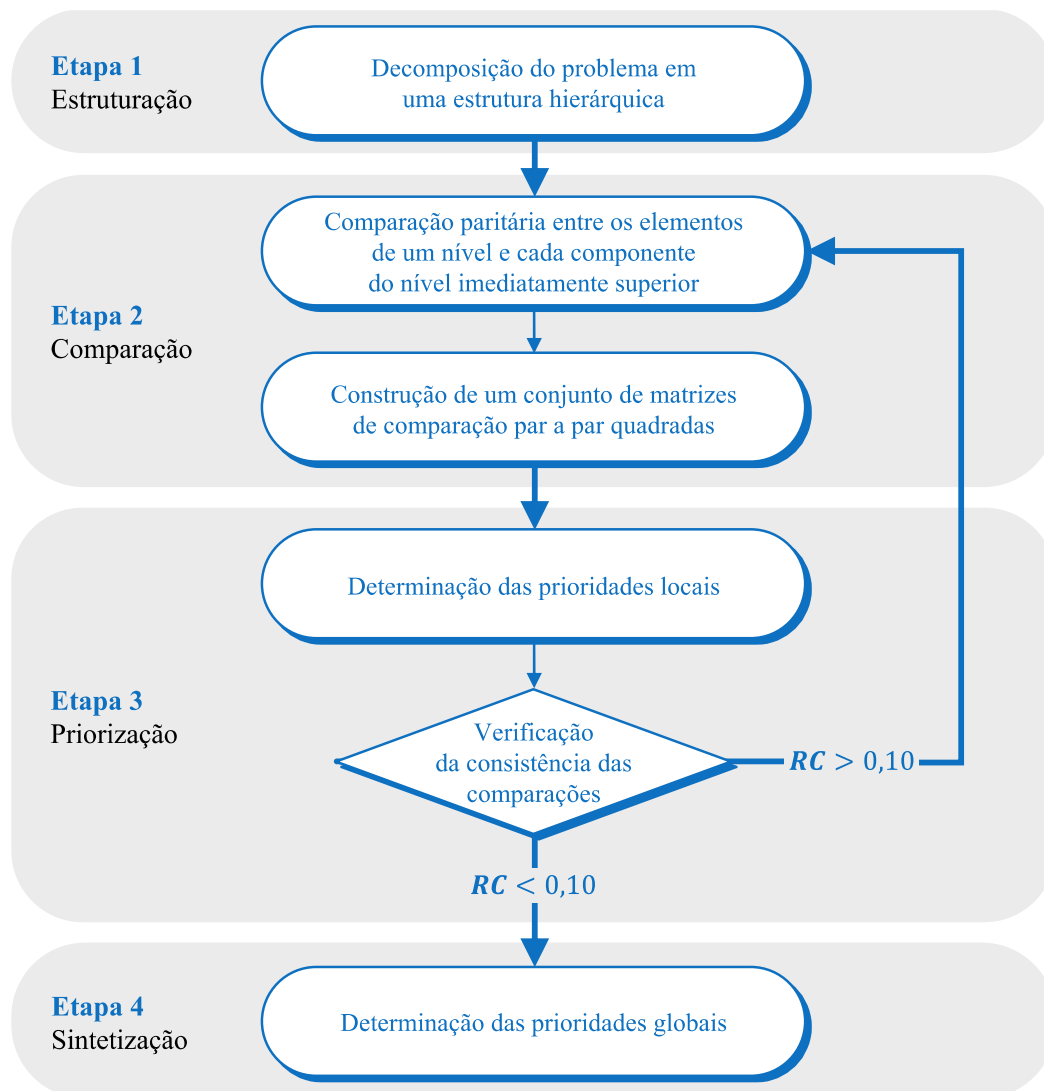 Etapa 1
Estruturação
Decomposição do problema em
uma estrutura hierárquica
Etapa 2
Comparação
Comparação paritária entre os elementos
de um nível e cada componente
do nível imediatamente superior
Construção de um conjunto de matrizes
de comparação par a par quadradas
Etapa 3
Priorização
Determinação das prioridades locais
Verificação
da consistência das
comparações
RC > 0,10
RC < 0,10
Etapa 4
Sintetização
Determinação das prioridades globais